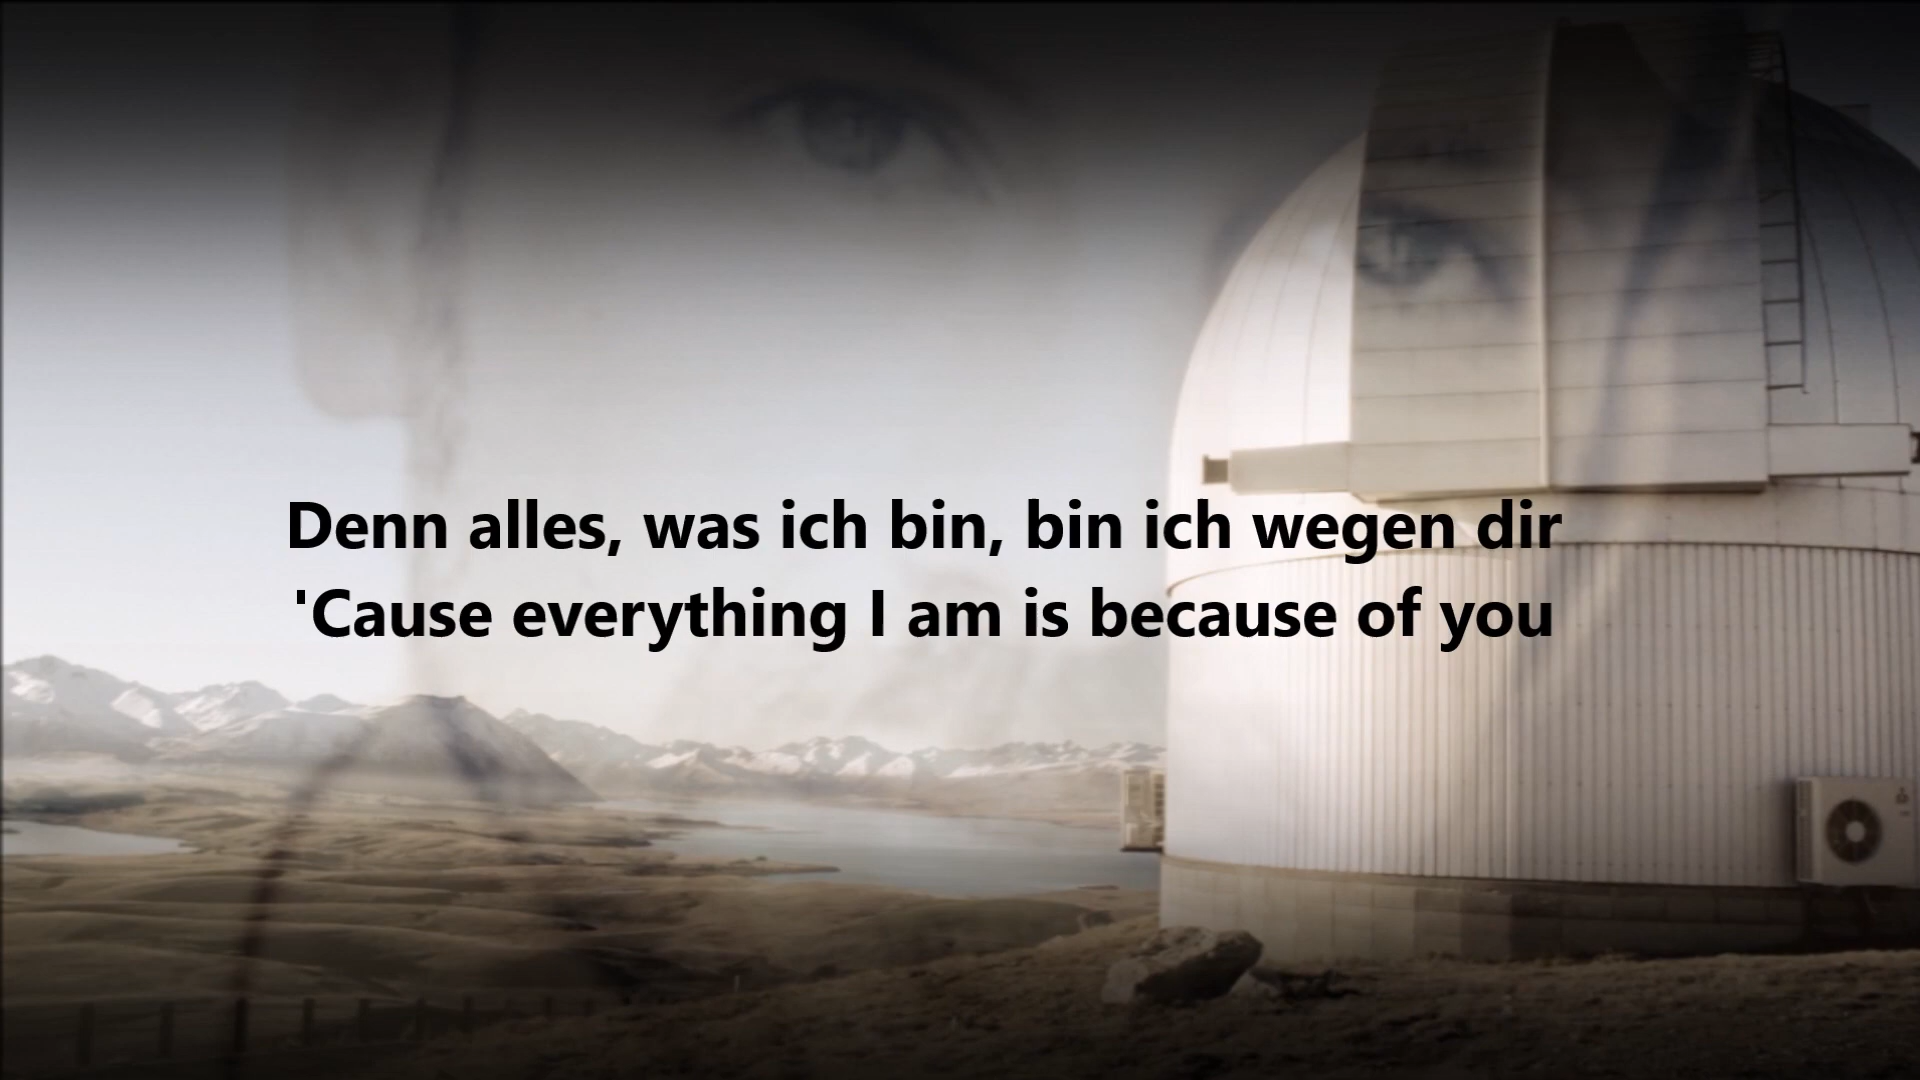 Denn alles, was ich bin, bin ich wegen dir
'Cause everything I am is because of you